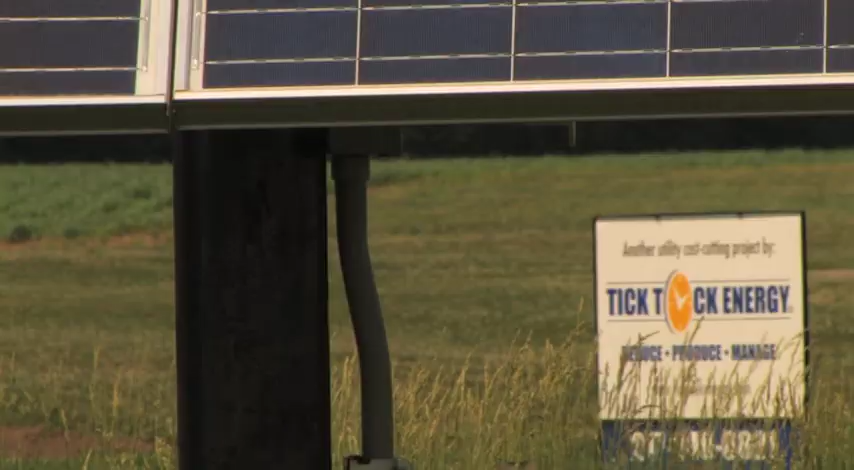 Another utility cost-cutting project by:
TICK TOCK ENERGY
REDUCE • PRODUCE • MANAGE